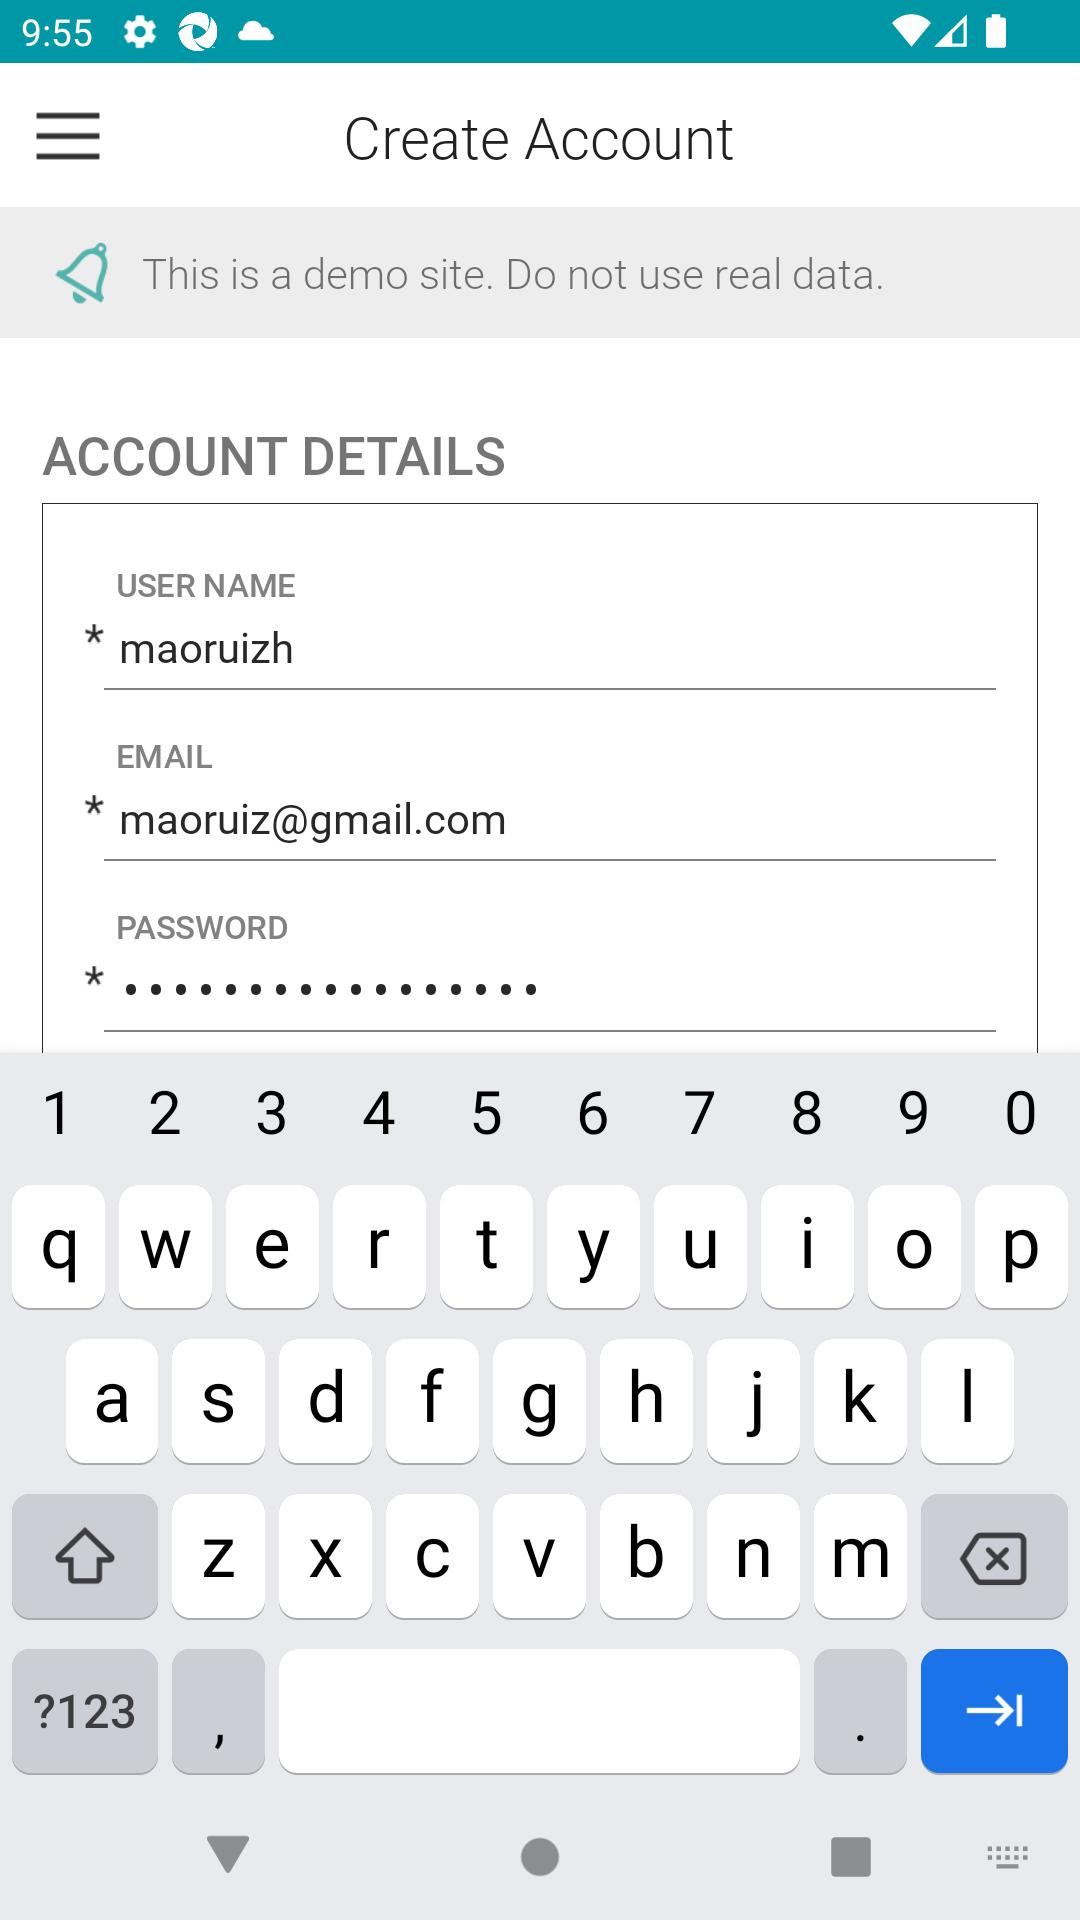 9:55
Create Account
This is a demo site. Do not use real data.
ACCOUNT DETAILS
USER NAME
* maoruizh
EMAIL
* maoruiz@gmail.com
PASSWORD
* •••••••••••••••••
1 2 3 4 5 6 7 8 9 0
q w e r t y u i o p
a s d f g h j k l
z x c v b n m
?123 , .